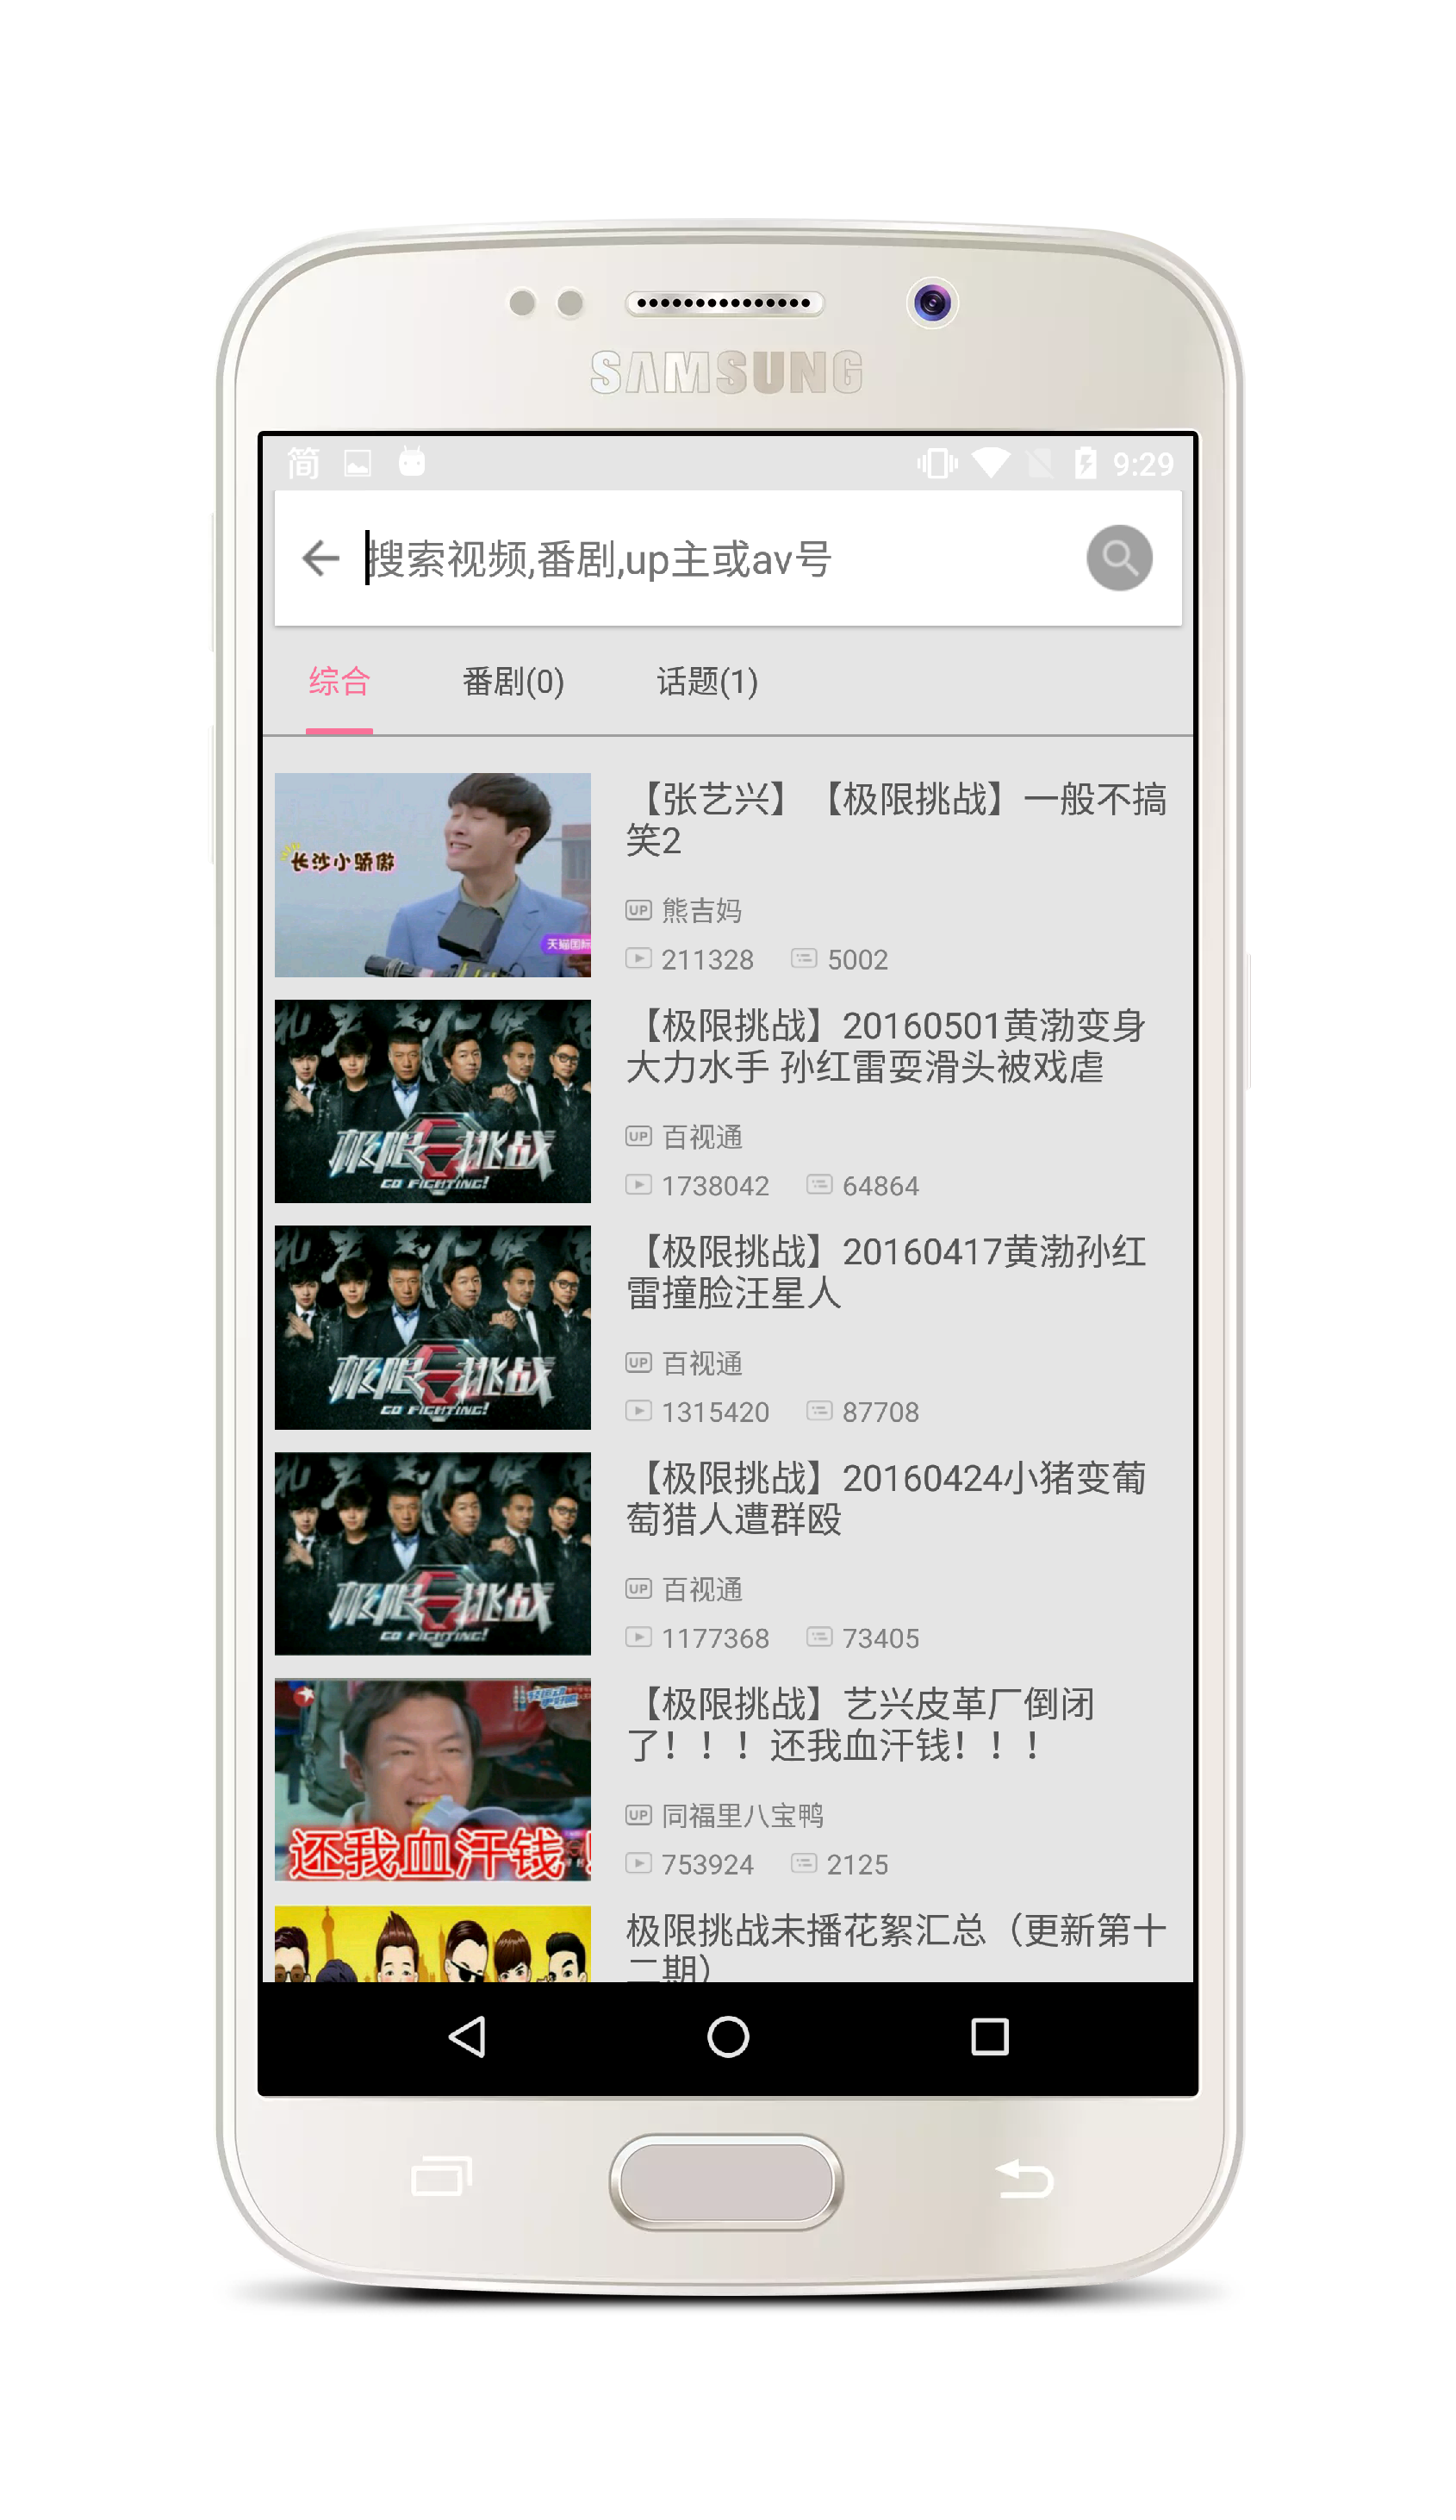 SAMSUNG
简
9:29
搜索视频,番剧,up主或av号
综合 番剧(0) 话题(1)
长沙小骄傲
天猫国际
【张艺兴】【极限挑战】一般不搞
笑2
UP 熊吉妈
211328 5002
极限挑战
GO FIGHTING!
【极限挑战】20160501黄渤变身
大力水手 孙红雷耍滑头被戏虐
UP 百视通
1738042 64864
极限挑战
GO FIGHTING!
【极限挑战】20160417黄渤孙红
雷撞脸汪星人
UP 百视通
1315420 87708
极限挑战
GO FIGHTING!
【极限挑战】20160424小猪变葡
萄猎人遭群殴
UP 百视通
1177368 73405
还我血汗钱!
【极限挑战】艺兴皮革厂倒闭
了！！！还我血汗钱！！！
UP 同福里八宝鸭
753924 2125
极限挑战未播花絮汇总（更新第十
二期）